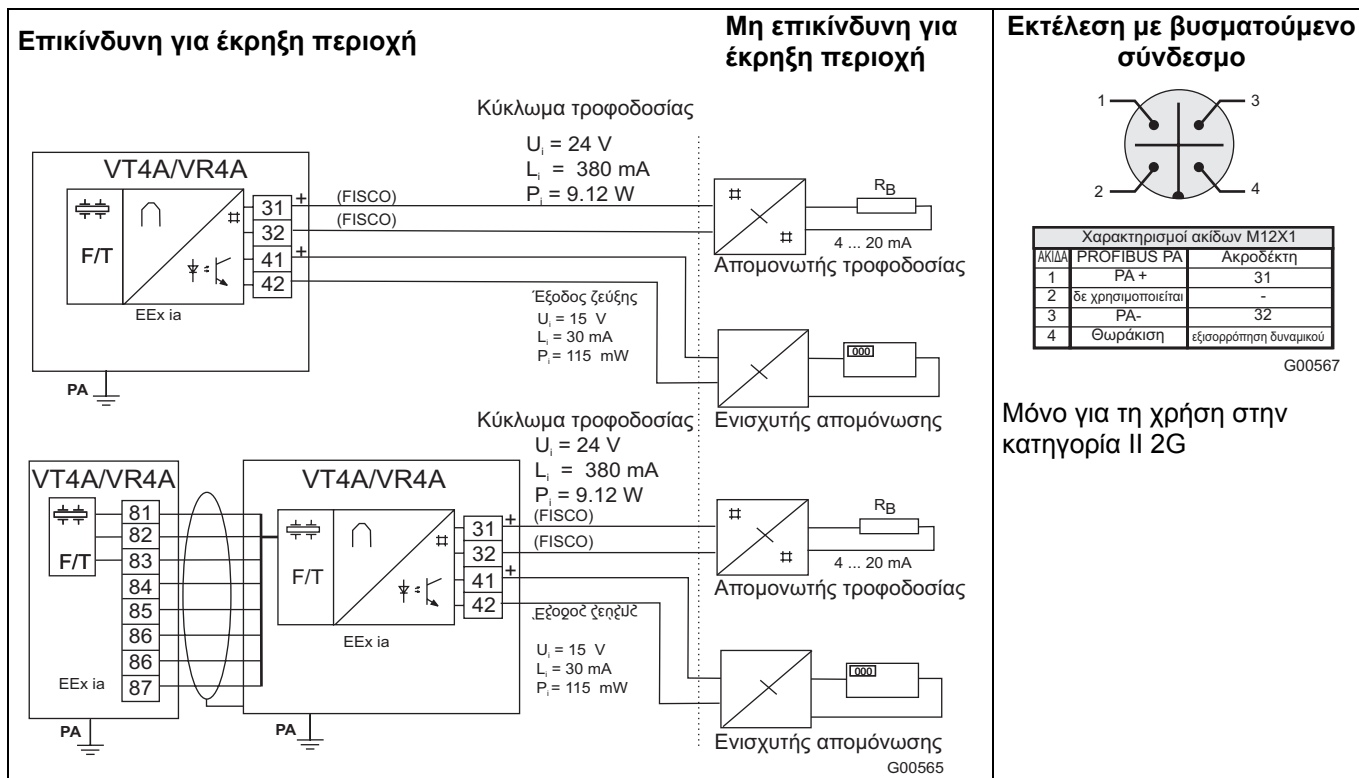 Επικίνδυνη για έκρηξη περιοχή
Μη επικίνδυνη για
έκρηξη περιοχή
Κύκλωμα τροφοδοσίας
Uᵢ = 24 V
Lᵢ = 380 mA
Pᵢ = 9.12 W
VT4A/VR4A
F/T
EEx ia
31
+
(FISCO)
32
(FISCO)
41
+
42
PA
Έξοδος ζεύξης
Uᵢ = 15 V
Lᵢ = 30 mA
Pᵢ = 115 mW
RB
4 ... 20 mA
Απομονωτής τροφοδοσίας
000
Ενισχυτής απομόνωσης
Κύκλωμα τροφοδοσίας
Uᵢ = 24 V
Lᵢ = 380 mA
Pᵢ = 9.12 W
VT4A/VR4A
F/T
81
82
83
84
85
86
86
87
EEx ia
PA
VT4A/VR4A
F/T
EEx ia
31
+
(FISCO)
32
(FISCO)
41
+
42
PA
Έξοδος ζεύξης
Uᵢ = 15 V
Lᵢ = 30 mA
Pᵢ = 115 mW
RB
4 ... 20 mA
Απομονωτής τροφοδοσίας
000
Ενισχυτής απομόνωσης
G00565
Εκτέλεση με βυσματούμενο
σύνδεσμο
1
3
2
4
Χαρακτηρισμοί ακίδων M12X1
ΑΚΙΔΑ PROFIBUS PA Ακροδέκτη
1 PA + 31
2 δε χρησιμοποιείται -
3 PA- 32
4 Θωράκιση εξισορρόπηση δυναμικού
G00567
Μόνο για τη χρήση στην
κατηγορία II 2G